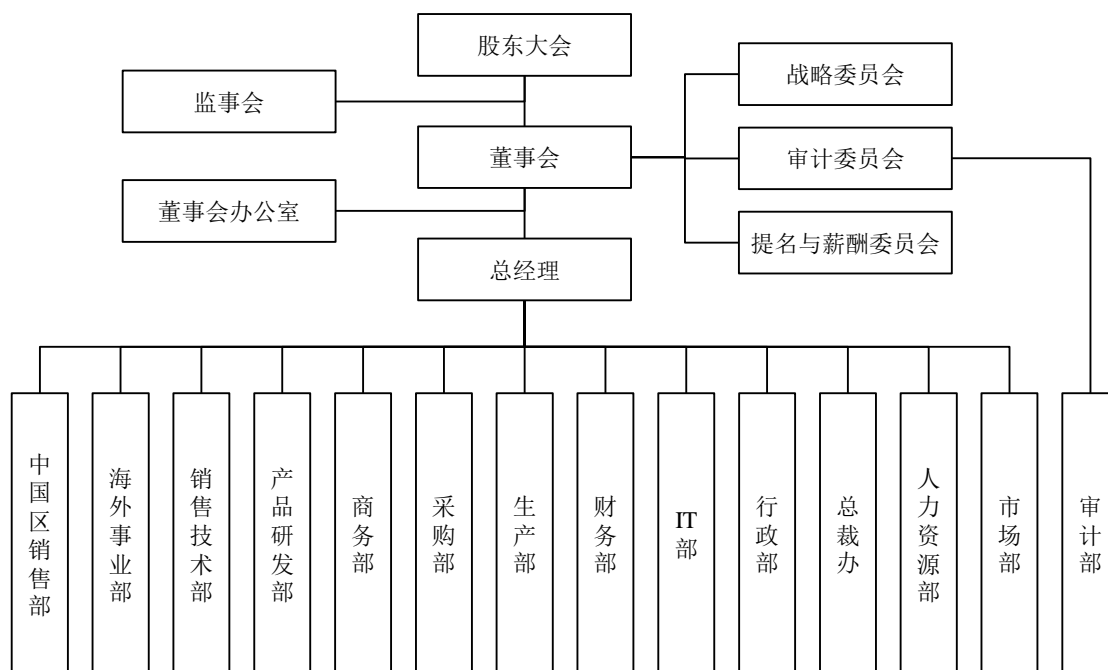 股东大会
战略委员会
监事会
董事会
审计委员会
董事会办公室
提名与薪酬委员会
总经理
中国区销售部
海外事业部
销售技术部
产品研发部
商务部
采购部
生产部
财务部
IT部
行政部
总裁办
人力资源部
市场部
审计部